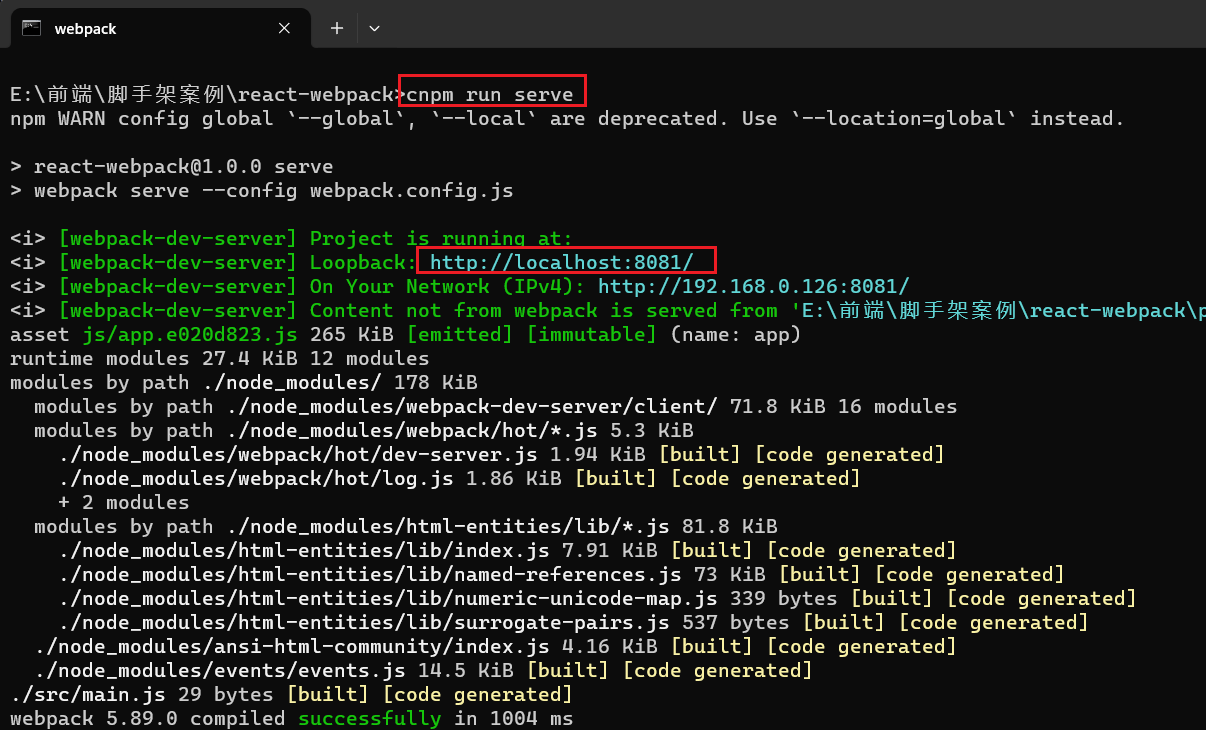 webpack
E:\前端\脚手架案例\react-webpack>cnpm run serve
npm WARN config global `--global`, `--local` are deprecated. Use `--location=global` instead.
> react-webpack@1.0.0 serve
> webpack serve --config webpack.config.js
<i> [webpack-dev-server] Project is running at:
<i> [webpack-dev-server] Loopback: http://localhost:8081/
<i> [webpack-dev-server] On Your Network (IPv4): http://192.168.0.126:8081/
<i> [webpack-dev-server] Content not from webpack is served from 'E:\前端\脚手架案例\react-webpack\p
asset js/app.e020d823.js 265 KiB [emitted] [immutable] (name: app)
runtime modules 27.4 KiB 12 modules
modules by path ./node_modules/ 178 KiB
  modules by path ./node_modules/webpack-dev-server/client/ 71.8 KiB 16 modules
  modules by path ./node_modules/webpack/hot/*.js 5.3 KiB
    ./node_modules/webpack/hot/dev-server.js 1.94 KiB [built] [code generated]
    ./node_modules/webpack/hot/log.js 1.86 KiB [built] [code generated]
    + 2 modules
  modules by path ./node_modules/html-entities/lib/*.js 81.8 KiB
    ./node_modules/html-entities/lib/index.js 7.91 KiB [built] [code generated]
    ./node_modules/html-entities/lib/named-references.js 73 KiB [built] [code generated]
    ./node_modules/html-entities/lib/numeric-unicode-map.js 339 bytes [built] [code generated]
    ./node_modules/html-entities/lib/surrogate-pairs.js 537 bytes [built] [code generated]
  ./node_modules/ansi-html-community/index.js 4.16 KiB [built] [code generated]
  ./node_modules/events/events.js 14.5 KiB [built] [code generated]
./src/main.js 29 bytes [built] [code generated]
webpack 5.89.0 compiled successfully in 1004 ms